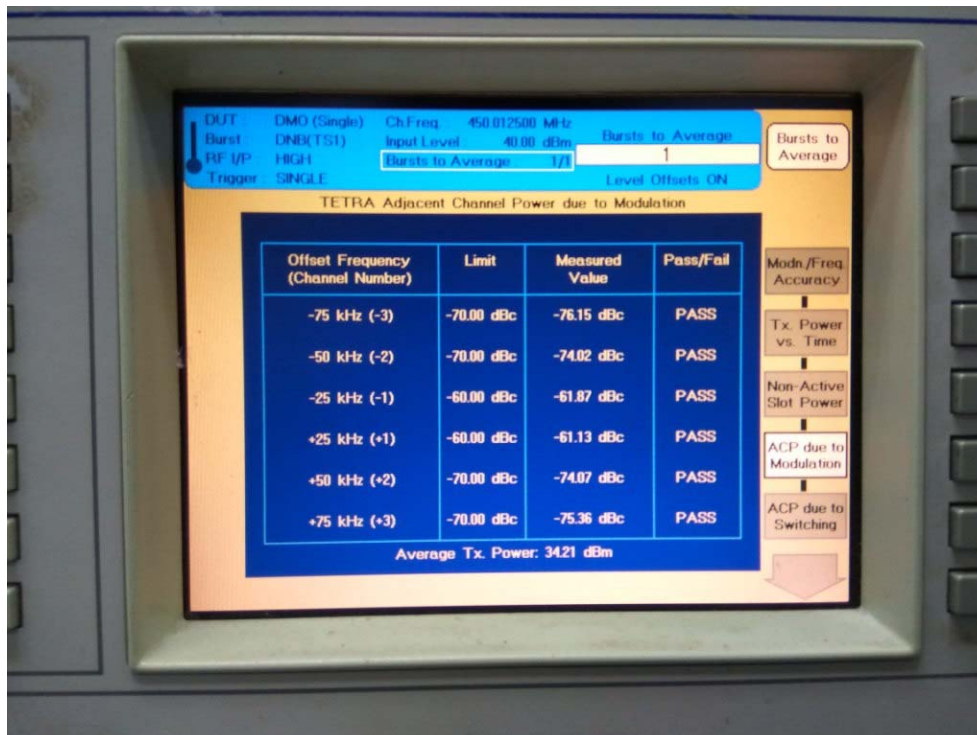 DUT : DMO (Single) Ch.Freq. : 450.012500 MHz
Burst : DNB(TS1) Input Level : 40.00 dBm Bursts to Average
RF I/P : HIGH Bursts to Average 1/1 1
Trigger : SINGLE Level Offsets ON
Bursts to
Average
TETRA Adjacent Channel Power due to Modulation
Offset Frequency
(Channel Number) Limit Measured
Value Pass/Fail
-75 kHz (-3) -70.00 dBc -76.15 dBc PASS
-50 kHz (-2) -70.00 dBc -74.02 dBc PASS
-25 kHz (-1) -60.00 dBc -61.87 dBc PASS
+25 kHz (+1) -60.00 dBc -61.13 dBc PASS
+50 kHz (+2) -70.00 dBc -74.07 dBc PASS
+75 kHz (+3) -70.00 dBc -75.36 dBc PASS
Average Tx. Power: 34.21 dBm
Modn./Freq.
Accuracy
Tx. Power
vs. Time
Non-Active
Slot Power
ACP due to
Modulation
ACP due to
Switching